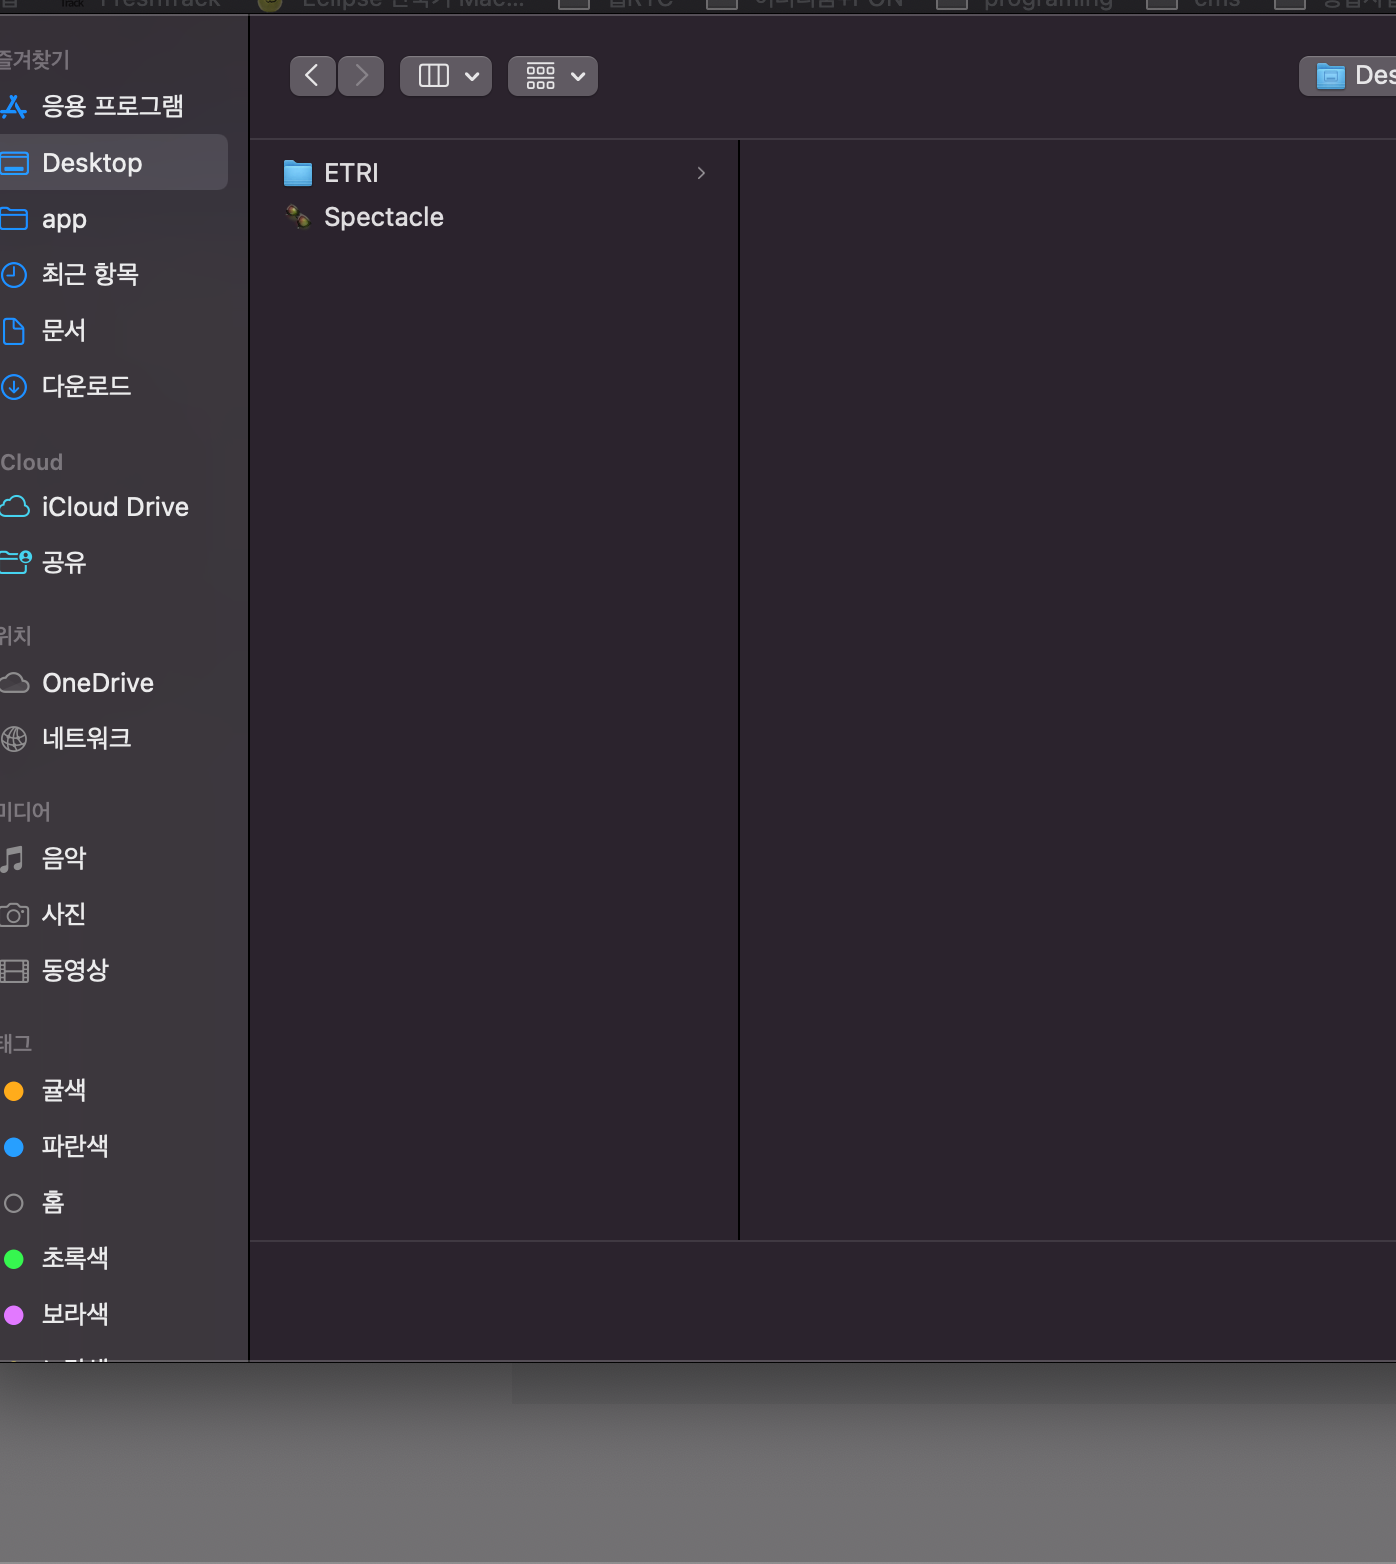 즐겨찾기
응용 프로그램
Desktop
app
최근 항목
문서
다운로드
Cloud
iCloud Drive
공유
위치
OneDrive
네트워크
미디어
음악
사진
동영상
태그
귤색
파란색
홈
초록색
보라색
Des
ETRI
Spectacle